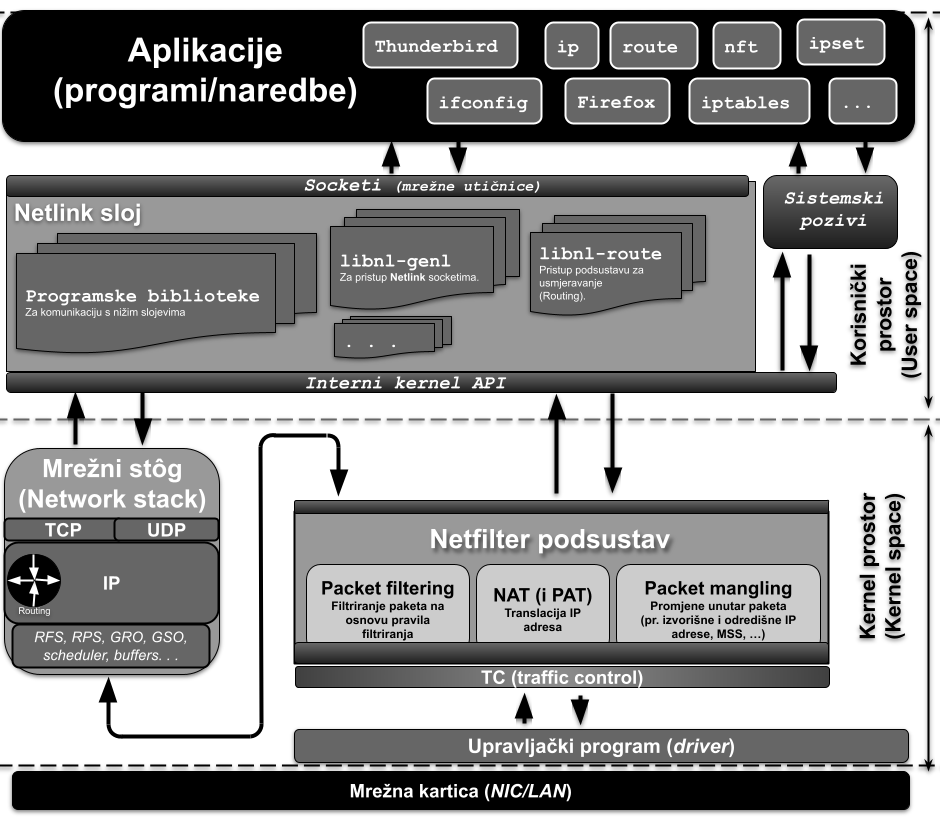 Aplikacije
(programi/naredbe)
Thunderbird
ip
route
nft
ipset
ifconfig
Firefox
iptables
...
Socketi (mrežne utičnice)
Netlink sloj
Programske biblioteke
Za komunikaciju s nižim slojevima
libnl-genl
Za pristup Netlink socketima.
. . .
libnl-route
Pristup podsustavu za
usmjeravanje
(Routing).
Sistemski
pozivi
Interni kernel API
Korisnički
prostor
(User space)
Mrežni stôg
(Network stack)
TCP
UDP
IP
Routing
RFS, RPS, GRO, GSO,
scheduler, buffers. . .
Netfilter podsustav
Packet filtering
Filtriranje paketa na
osnovu pravila
filtriranja
NAT (i PAT)
Translacija IP
adresa
Packet mangling
Promjene unutar paketa
(pr. izvorišne i odredišne IP
adrese, MSS, ...)
TC (traffic control)
Upravljački program (driver)
Kernel prostor
(Kernel space)
Mrežna kartica (NIC/LAN)